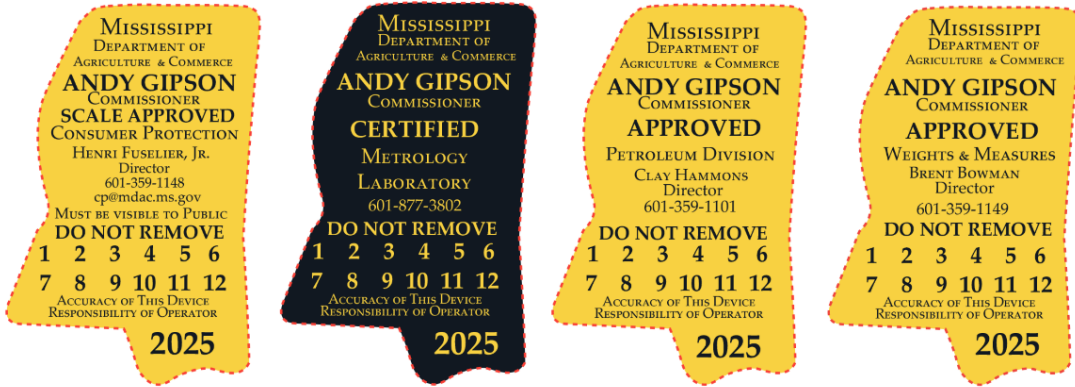 MISSISSIPPI
DEPARTMENT OF
AGRICULTURE & COMMERCE
ANDY GIPSON
COMMISSIONER
SCALE APPROVED
CONSUMER PROTECTION
HENRI FUSELIER, JR.
Director
601-359-1148
cp@mdac.ms.gov
MUST BE VISIBLE TO PUBLIC
DO NOT REMOVE
1 2 3 4 5 6
7 8 9 10 11 12
ACCURACY OF THIS DEVICE
RESPONSIBILITY OF OPERATOR
2025
MISSISSIPPI
DEPARTMENT OF
AGRICULTURE & COMMERCE
ANDY GIPSON
COMMISSIONER
CERTIFIED
METROLOGY
LABORATORY
601-877-3802
DO NOT REMOVE
1 2 3 4 5 6
7 8 9 10 11 12
ACCURACY OF THIS DEVICE
RESPONSIBILITY OF OPERATOR
2025
MISSISSIPPI
DEPARTMENT OF
AGRICULTURE & COMMERCE
ANDY GIPSON
COMMISSIONER
APPROVED
PETROLEUM DIVISION
CLAY HAMMONS
Director
601-359-1101
DO NOT REMOVE
1 2 3 4 5 6
7 8 9 10 11 12
ACCURACY OF THIS DEVICE
RESPONSIBILITY OF OPERATOR
2025
MISSISSIPPI
DEPARTMENT OF
AGRICULTURE & COMMERCE
ANDY GIPSON
COMMISSIONER
APPROVED
WEIGHTS & MEASURES
BRENT BOWMAN
Director
601-359-1149
DO NOT REMOVE
1 2 3 4 5 6
7 8 9 10 11 12
ACCURACY OF THIS DEVICE
RESPONSIBILITY OF OPERATOR
2025